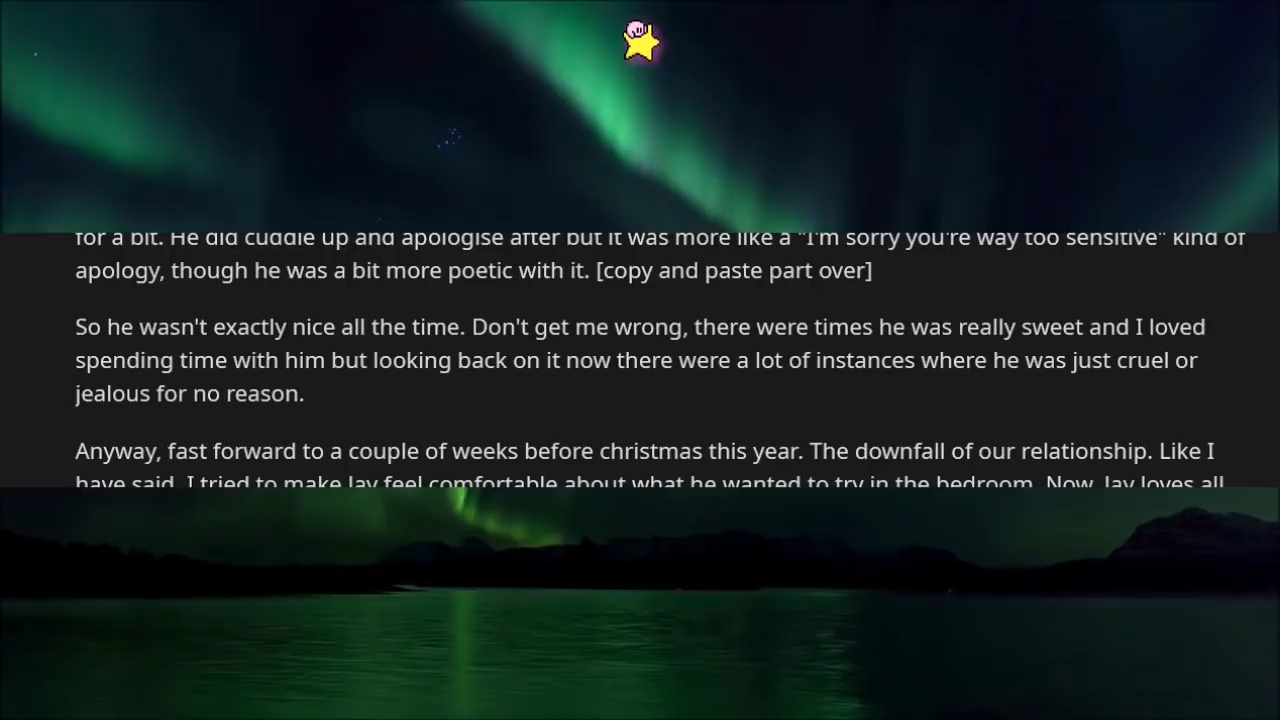 for a bit. He did cuddle up and apologise after but it was more like a "I'm sorry you're way too sensitive" kind of
apology, though he was a bit more poetic with it. [copy and paste part over]
So he wasn't exactly nice all the time. Don't get me wrong, there were times he was really sweet and I loved
spending time with him but looking back on it now there were a lot of instances where he was just cruel or
jealous for no reason.
Anyway, fast forward to a couple of weeks before christmas this year. The downfall of our relationship. Like I
have said, I tried to make Jay feel comfortable about what he wanted to try in the bedroom. Now, Jay loves all